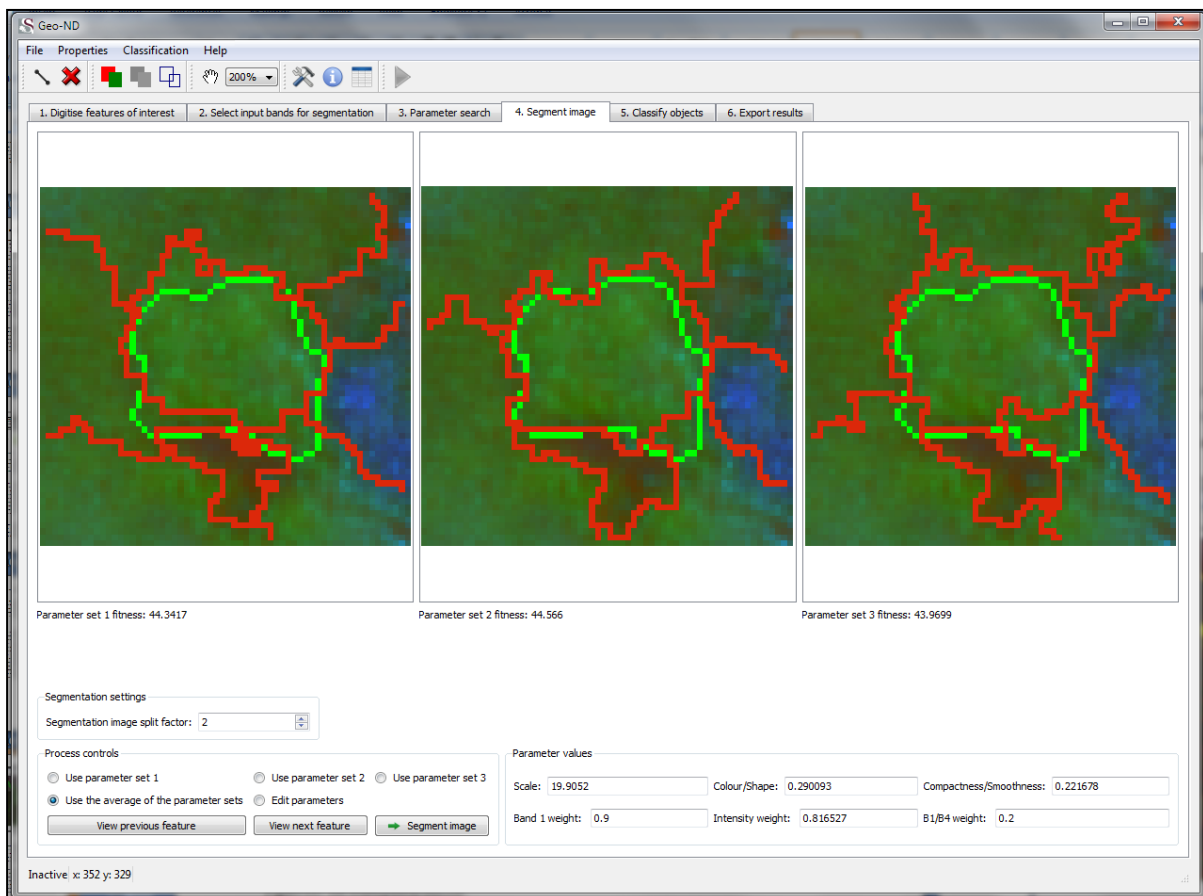 Geo-ND
File Properties Classification Help
200%
1. Digitise features of interest 2. Select input bands for segmentation 3. Parameter search 4. Segment image 5. Classify objects 6. Export results
Parameter set 1 fitness: 44.3417 Parameter set 2 fitness: 44.566 Parameter set 3 fitness: 43.9699
Segmentation settings
Segmentation image split factor: 2
Process controls Parameter values
Use parameter set 1 Use parameter set 2 Use parameter set 3
Scale: 19.9052 Colour/Shape: 0.290093 Compactness/Smoothness: 0.221678
Use the average of the parameter sets Edit parameters
Band 1 weight: 0.9 Intensity weight: 0.816527 B1/B4 weight: 0.2
View previous feature View next feature Segment image
Inactive x: 352 y: 329